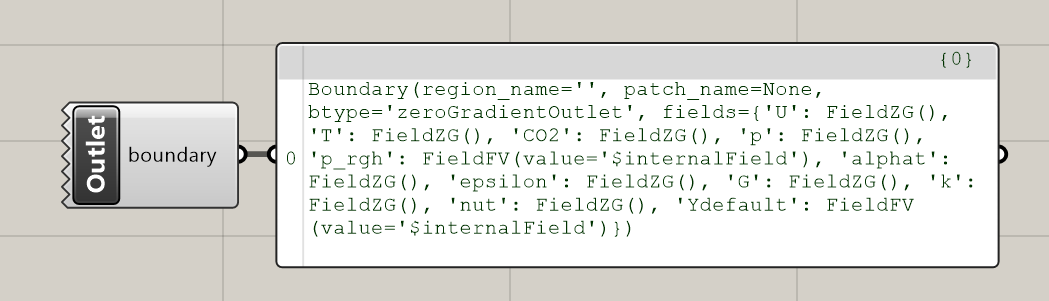 Outlet
boundary
{0}
0
Boundary(region_name='', patch_name=None,
btype='zeroGradientOutlet', fields={'U': FieldZG(),
'T': FieldZG(), 'CO2': FieldZG(), 'p': FieldZG(),
'p_rgh': FieldFV(value='$internalField'), 'alphat':
FieldZG(), 'epsilon': FieldZG(), 'G': FieldZG(), 'k':
FieldZG(), 'nut': FieldZG(), 'Ydefault': FieldFV
(value='$internalField')})